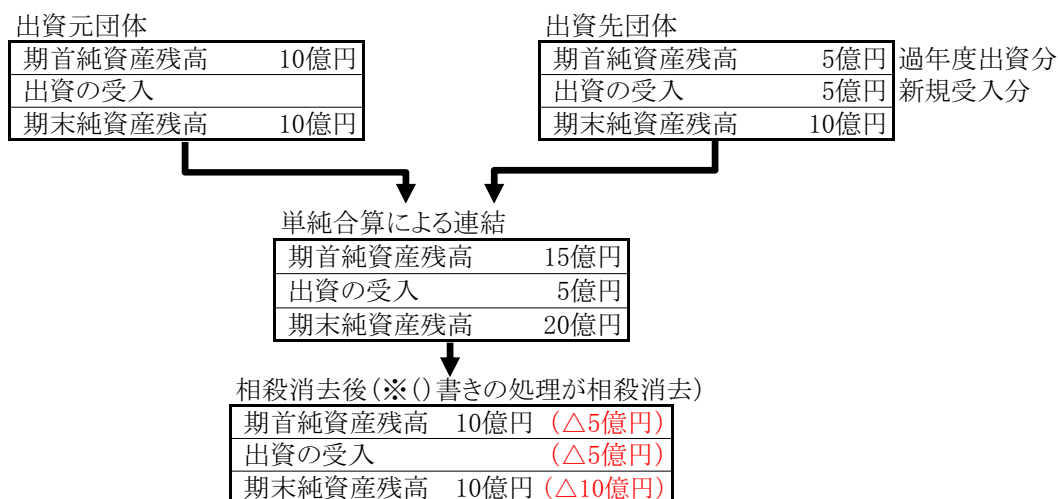 出資元団体
期首純資産残高 10億円
出資の受入
期末純資産残高 10億円
出資先団体
期首純資産残高 5億円 過年度出資分
出資の受入 5億円 新規受入分
期末純資産残高 10億円
単純合算による連結
期首純資産残高 15億円
出資の受入 5億円
期末純資産残高 20億円
相殺消去後(※()書きの処理が相殺消去)
期首純資産残高 10億円 (△5億円)
出資の受入 (△5億円)
期末純資産残高 10億円 (△10億円)